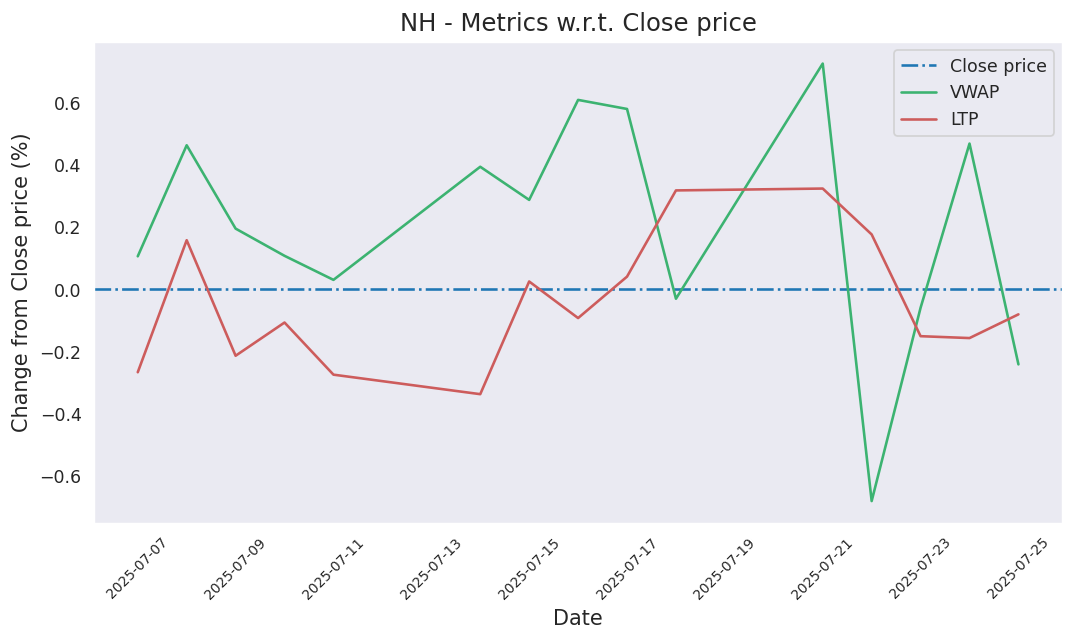 NH - Metrics w.r.t. Close price
Close price
VWAP
LTP
Change from Close price (%)
0.6
0.4
0.2
0.0
−0.2
−0.4
−0.6
2025-07-07
2025-07-09
2025-07-11
2025-07-13
2025-07-15
2025-07-17
2025-07-19
2025-07-21
2025-07-23
2025-07-25
Date